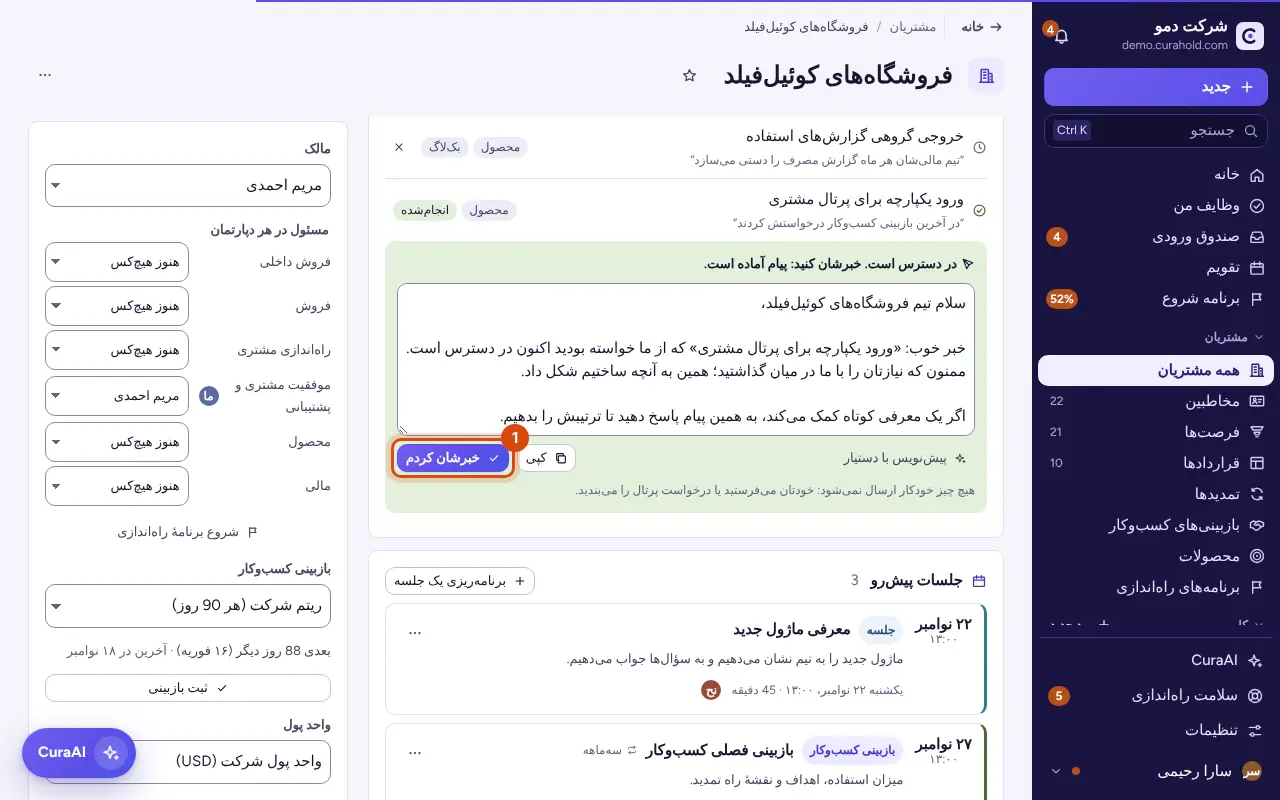 شرکت دمو
demo.curahold.com
4
جدید
جستجو
Ctrl K
خانه
وظایف من
صندوق ورودی
4
تقویم
برنامه شروع
52%
مشتریان
همه مشتریان
مخاطبین
22
فرصت‌ها
21
قراردادها
10
تمدیدها
بازبینی‌های کسب‌وکار
محصولات
برنامه‌های راه‌اندازی
CuraAI
سلامت راه‌اندازی
5
تنظیمات
سر
سارا رحیمی
خانه
مشتریان / فروشگاه‌های کوئیل‌فیلد
فروشگاه‌های کوئیل‌فیلد
خروجی گروهی گزارش‌های استفاده
محصول
بک‌لاگ
“تیم مالی‌شان هر ماه گزارش مصرف را دستی می‌سازد”
ورود یکپارچه برای پرتال مشتری
محصول
انجام‌شده
“در آخرین بازبینی کسب‌وکار درخواستش کردند”
در دسترس است. خبرشان کنید: پیام آماده است.
سلام تیم فروشگاه‌های کوئیل‌فیلد،
خبر خوب: «ورود یکپارچه برای پرتال مشتری» که از ما خواسته بودید اکنون در دسترس است.
ممنون که نیازتان را با ما در میان گذاشتید؛ همین به آنچه ساختیم شکل داد.
اگر یک معرفی کوتاه کمک می‌کند، به همین پیام پاسخ دهید تا ترتیبش را بدهیم.
پیش‌نویس با دستیار
کپی
خبرشان کردم
1
هیچ چیز خودکار ارسال نمی‌شود: خودتان می‌فرستید یا درخواست پرتال را می‌بندید.
جلسات پیش‌رو
3
برنامه‌ریزی یک جلسه
۲۲ نوامبر
۱۳:۰۰
جلسه
معرفی ماژول جدید
ماژول جدید را به تیم نشان می‌دهیم و به سؤال‌ها جواب می‌دهیم.
یکشنبه ۲۲ نوامبر، ۱۳:۰۰ · 45 دقیقه
نح
۲۷ نوامبر
۱۳:۰۰
بازبینی کسب‌وکار
بازبینی فصلی کسب‌وکار
سه‌ماهه
میزان استفاده، اهداف و نقشهٔ راه تمدید.
مالک
مریم احمدی
مسئول در هر دپارتمان
فروش داخلی
هنوز هیچ‌کس
فروش
هنوز هیچ‌کس
راه‌اندازی مشتری
هنوز هیچ‌کس
موفقیت مشتری و پشتیبانی
ما
مریم احمدی
محصول
هنوز هیچ‌کس
مالی
هنوز هیچ‌کس
شروع برنامهٔ راه‌اندازی
بازبینی کسب‌وکار
ریتم شرکت (هر 90 روز)
بعدی 88 روز دیگر (۱۶ فوریه) · آخرین در ۱۸ نوامبر
ثبت بازبینی
واحد پول
واحد پول شرکت (USD)
CuraAI